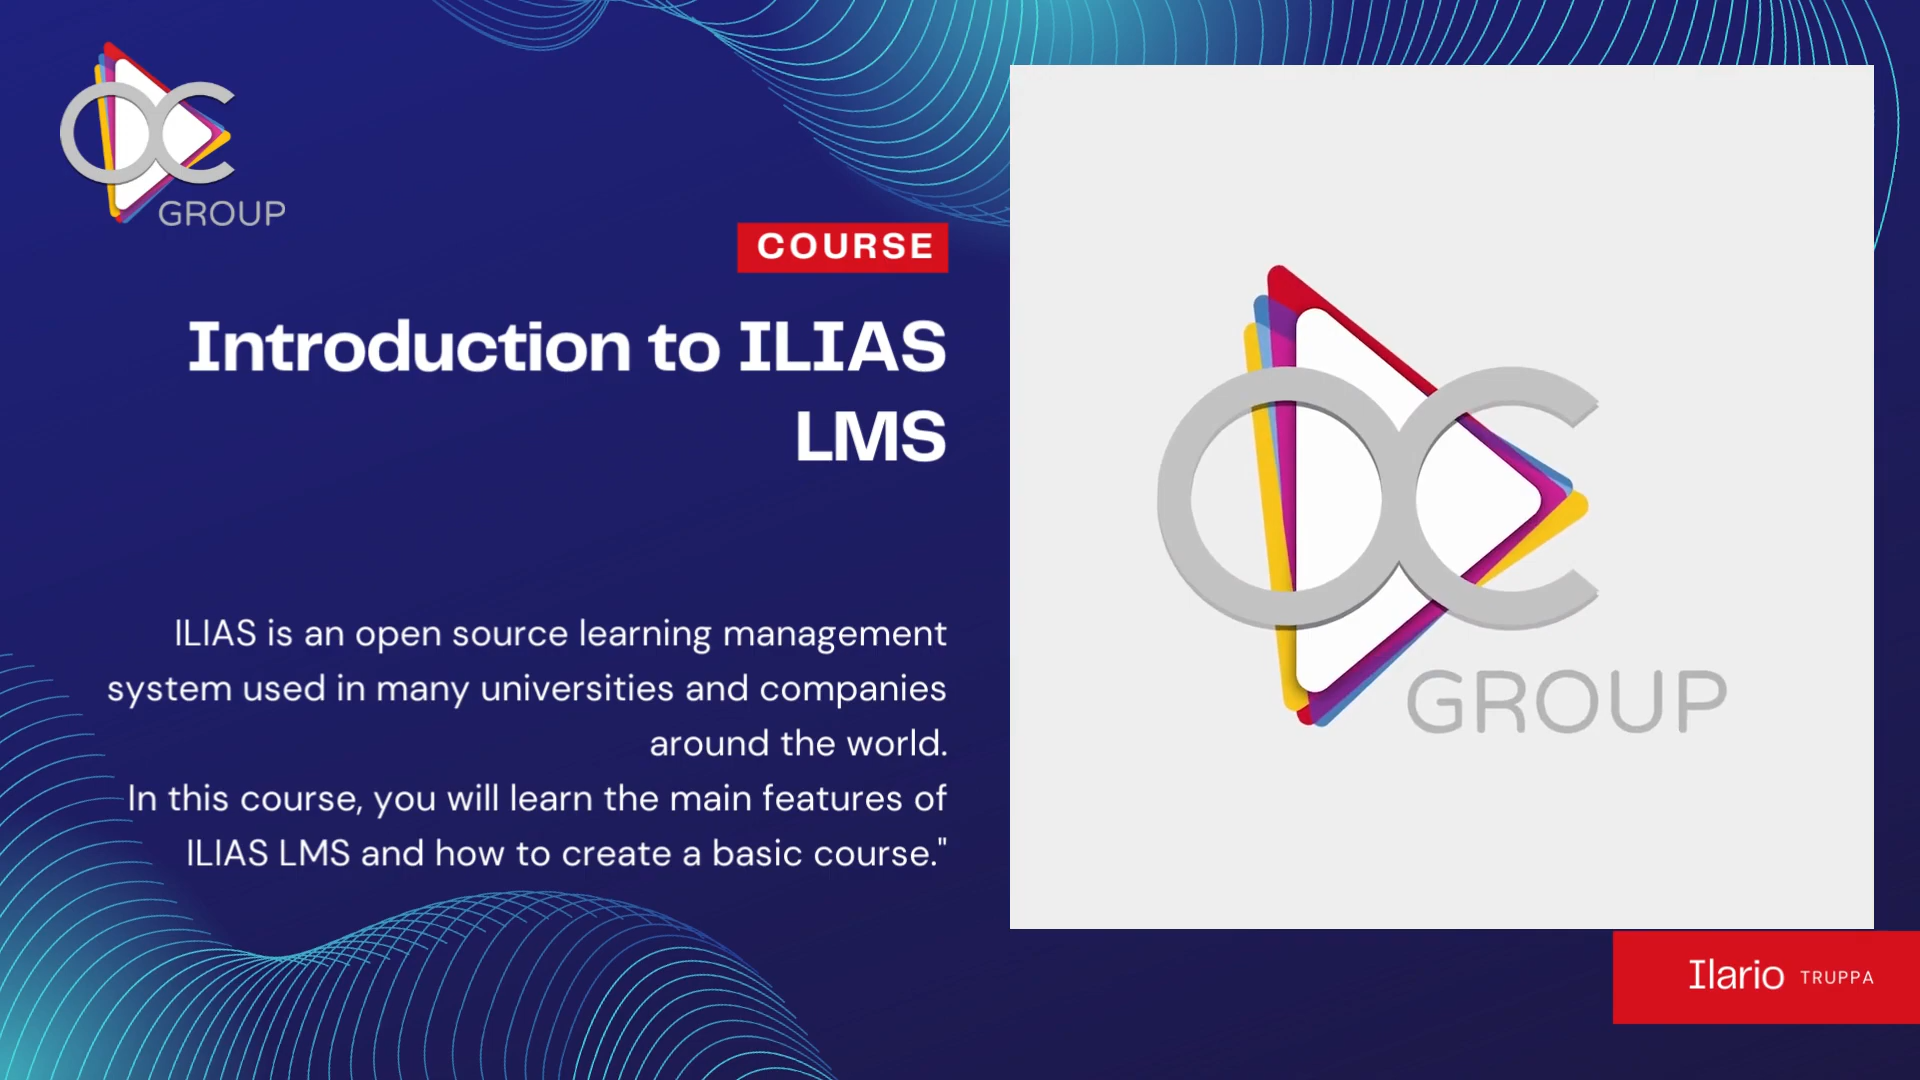 OC
GROUP
COURSE
Introduction to ILIAS
LMS
ILIAS is an open source learning management
system used in many universities and companies
around the world.
In this course, you will learn the main features of
ILIAS LMS and how to create a basic course."
OC
GROUP
Ilario TRUPPA